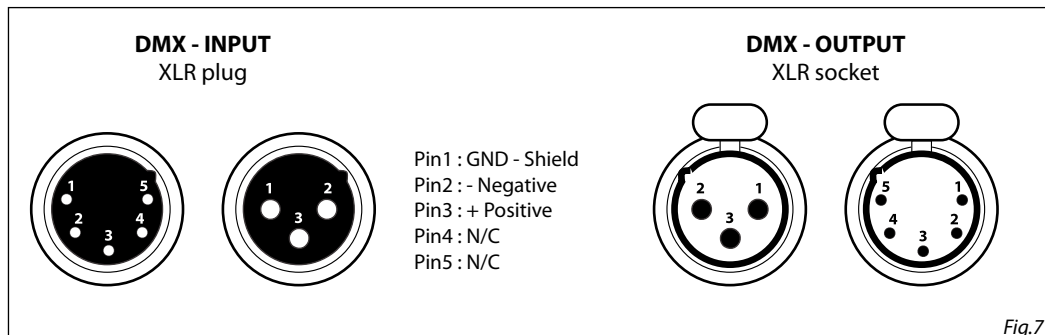 DMX - INPUT
XLR plug
DMX - OUTPUT
XLR socket
1
5
2
4
3
1
2
3
Pin1 : GND - Shield
Pin2 : - Negative
Pin3 : + Positive
Pin4 : N/C
Pin5 : N/C
2
1
3
5
1
4
2
3
Fig.7